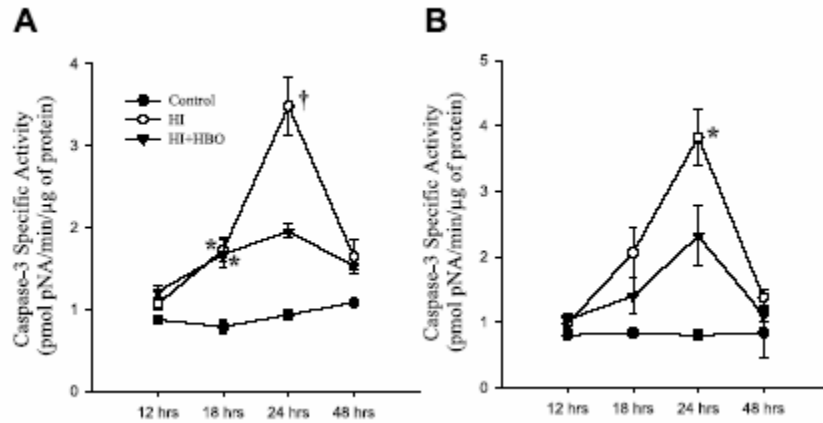 A
Caspase-3 Specific Activity
(pmol pNA/min/µg of protein)
4
3
2
1
0
Control
HI
HI+HBO
†
*
*
12 hrs 18 hrs 24 hrs 48 hrs
B
Caspase-3 Specific Activity
(pmol pNA/min/µg of protein)
5
4
3
2
1
0
*
12 hrs 18 hrs 24 hrs 48 hrs